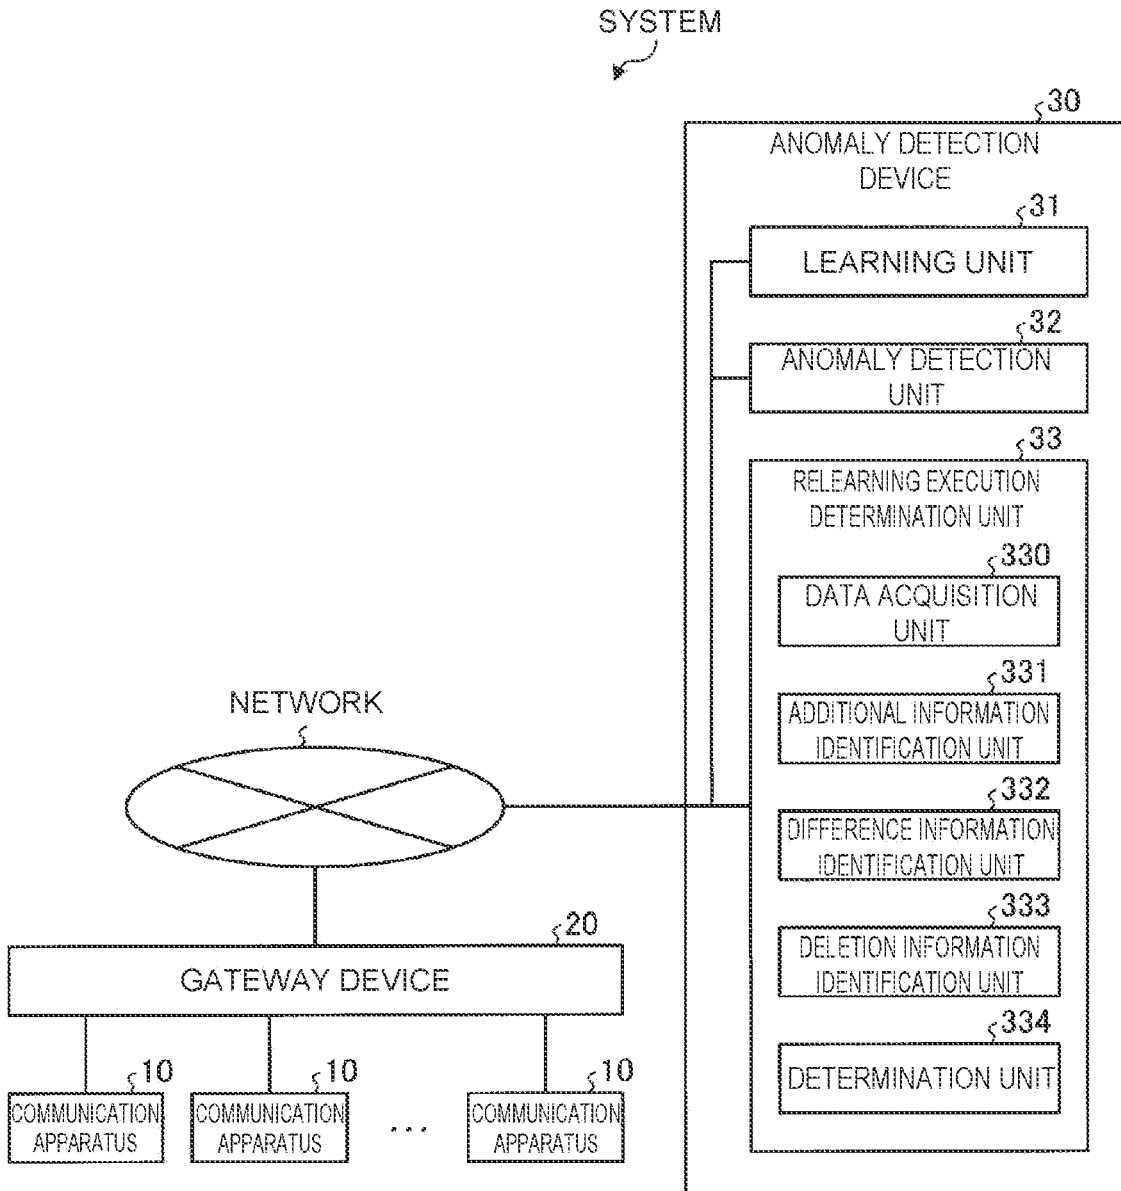 SYSTEM
30
ANOMALY DETECTION
DEVICE
31
LEARNING UNIT
32
ANOMALY DETECTION
UNIT
33
RELEARNING EXECUTION
DETERMINATION UNIT
330
DATA ACQUISITION
UNIT
331
ADDITIONAL INFORMATION
IDENTIFICATION UNIT
332
DIFFERENCE INFORMATION
IDENTIFICATION UNIT
333
DELETION INFORMATION
IDENTIFICATION UNIT
334
DETERMINATION UNIT
NETWORK
20
GATEWAY DEVICE
10
COMMUNICATION
APPARATUS
10
COMMUNICATION
APPARATUS
...
10
COMMUNICATION
APPARATUS